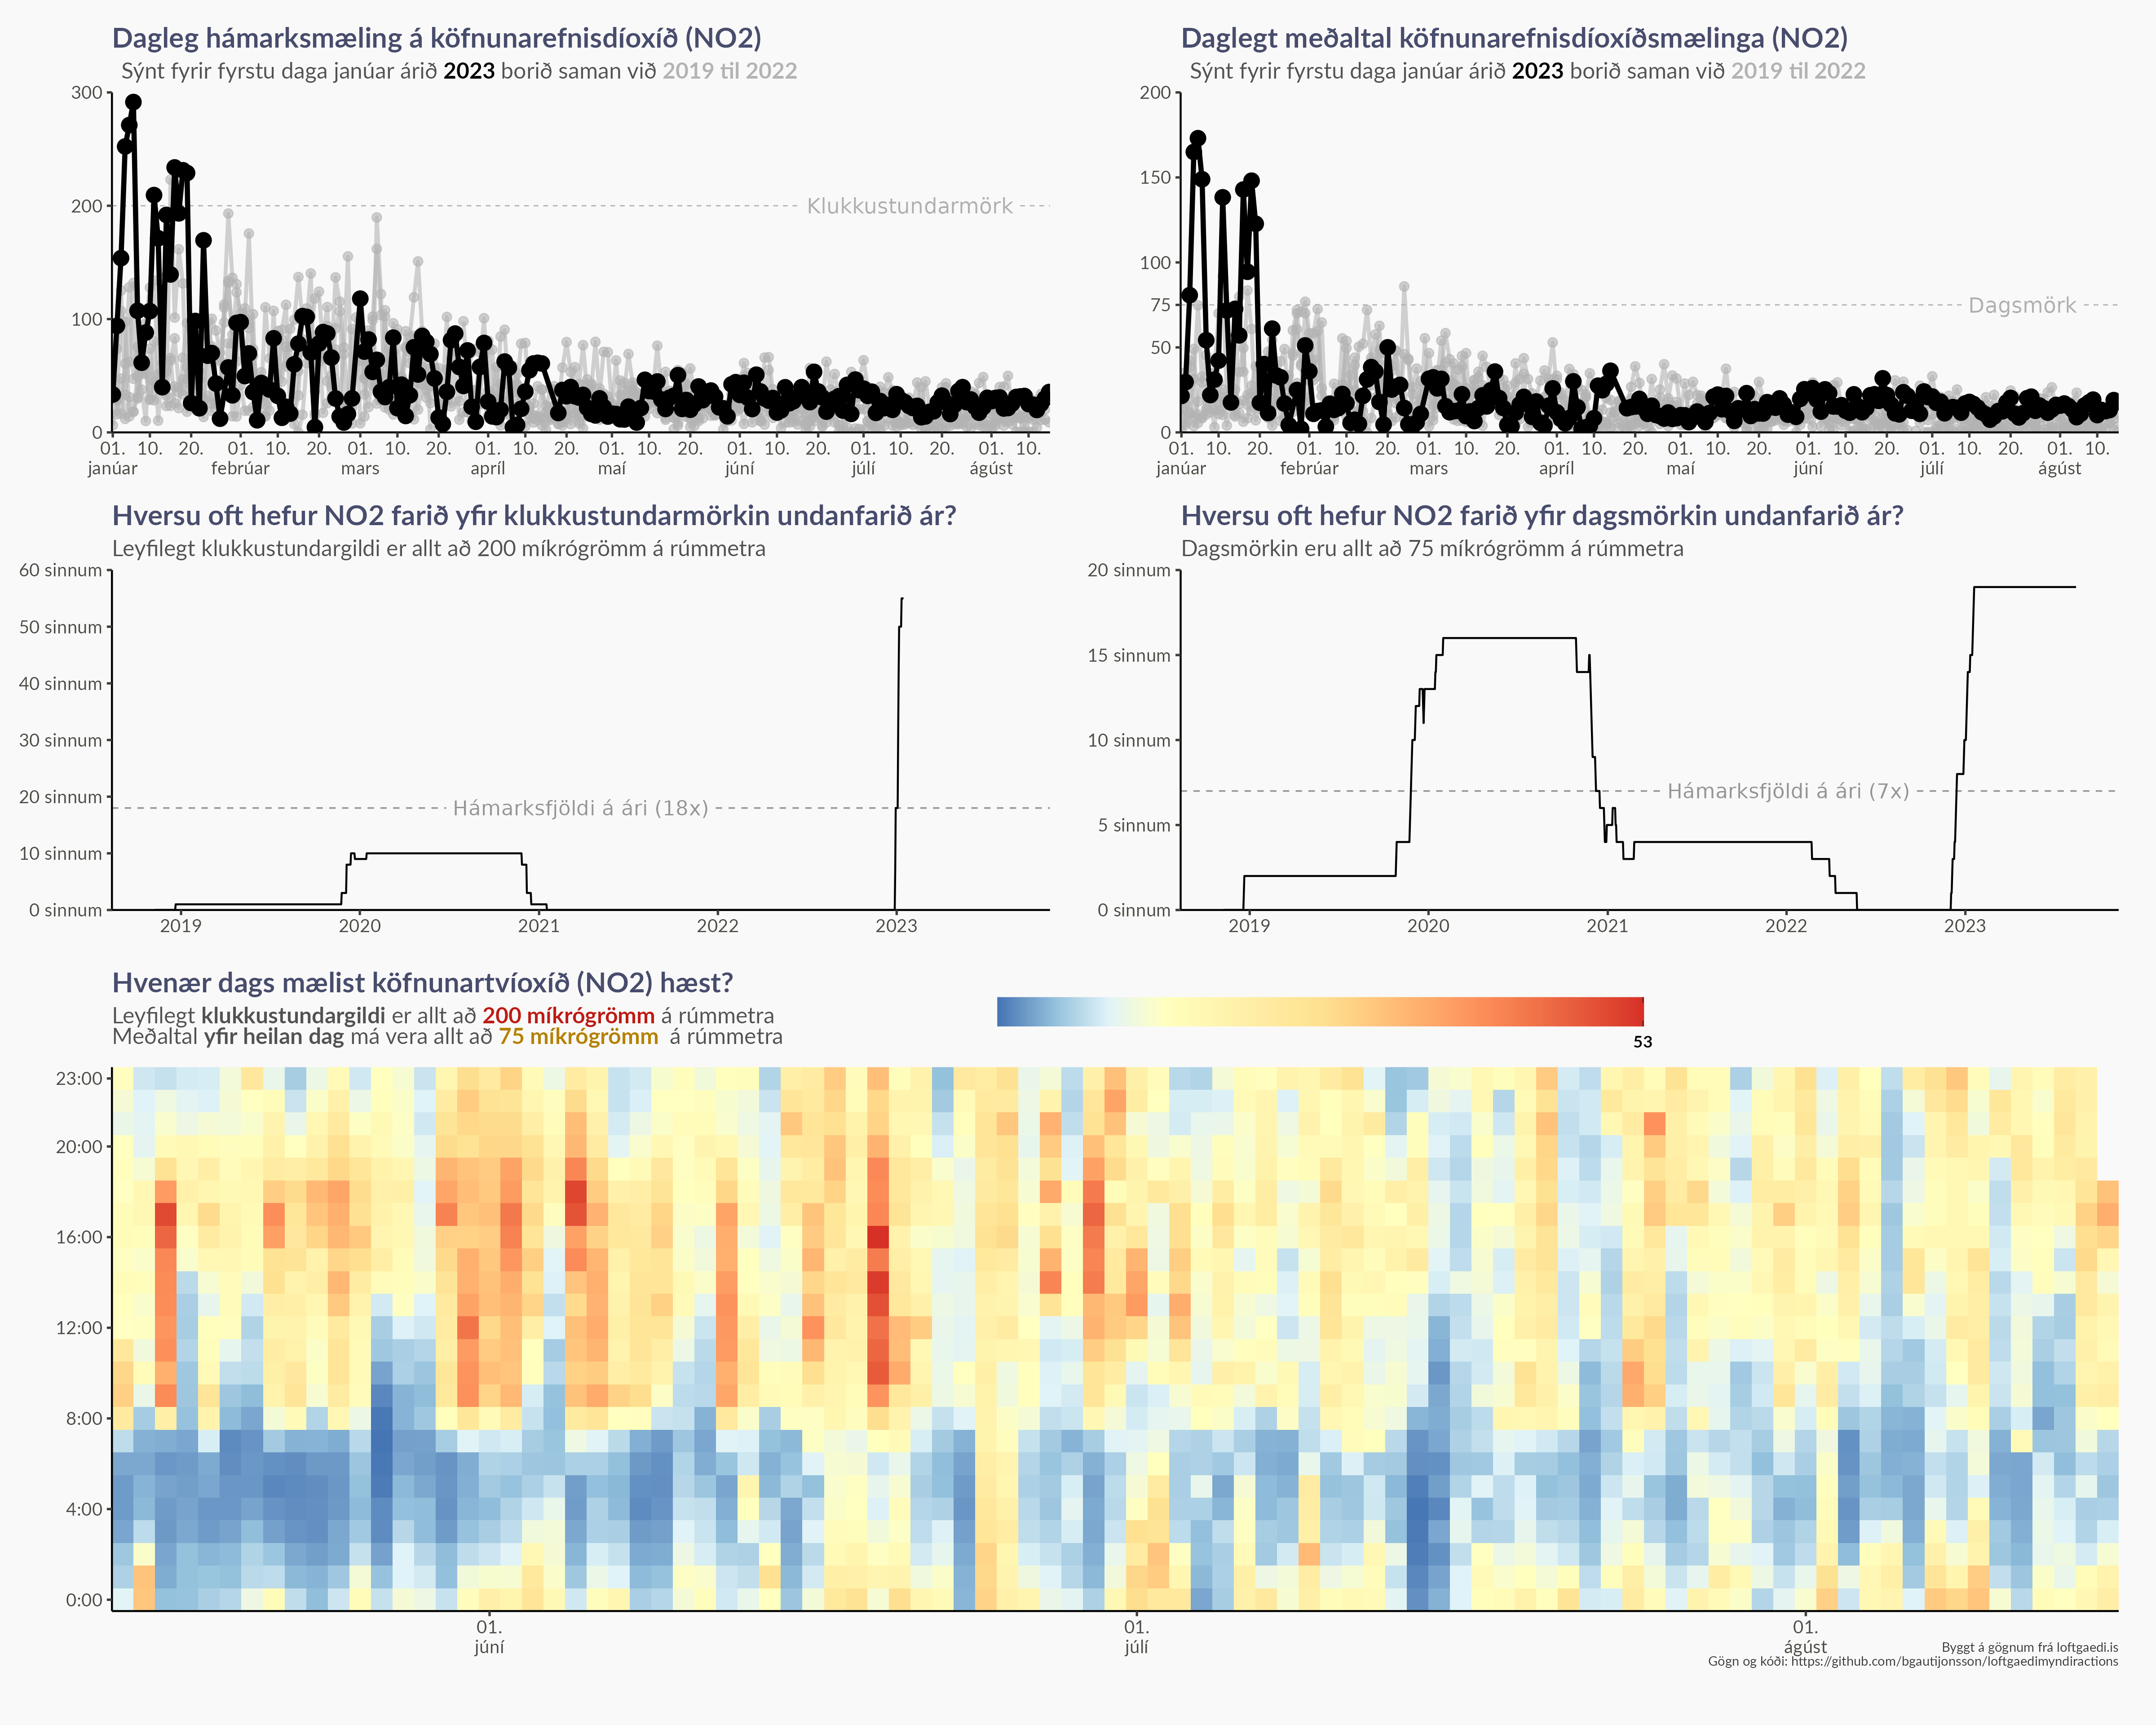 Dagleg hámarksmæling á köfnunarefnisdíoxíð (NO2)
Sýnt fyrir fyrstu daga janúar árið 2023 borið saman við 2019 til 2022
300
200
100
0
Klukkustundarmörk
01. 10. 20. 01. 10. 20. 01. 10. 20. 01. 10. 20. 01. 10. 20. 01. 10. 20. 01. 10. 20. 01. 10.
janúar febrúar mars apríl maí júní júlí ágúst
Daglegt meðaltal köfnunarefnisdíoxíðsmælinga (NO2)
Sýnt fyrir fyrstu daga janúar árið 2023 borið saman við 2019 til 2022
200
150
100
75
50
0
Dagsmörk
01. 10. 20. 01. 10. 20. 01. 10. 20. 01. 10. 20. 01. 10. 20. 01. 10. 20. 01. 10. 20. 01. 10.
janúar febrúar mars apríl maí júní júlí ágúst
Hversu oft hefur NO2 farið yfir klukkustundarmörkin undanfarið ár?
Leyfilegt klukkustundargildi er allt að 200 míkrógrömm á rúmmetra
60 sinnum
50 sinnum
40 sinnum
30 sinnum
20 sinnum
10 sinnum
0 sinnum
Hámarksfjöldi á ári (18x)
2019 2020 2021 2022 2023
Hversu oft hefur NO2 farið yfir dagsmörkin undanfarið ár?
Dagsmörkin eru allt að 75 míkrógrömm á rúmmetra
20 sinnum
15 sinnum
10 sinnum
5 sinnum
0 sinnum
Hámarksfjöldi á ári (7x)
2019 2020 2021 2022 2023
Hvenær dags mælist köfnunartvíoxíð (NO2) hæst?
Leyfilegt klukkustundargildi er allt að 200 míkrógrömm á rúmmetra
Meðaltal yfir heilan dag má vera allt að 75 míkrógrömm á rúmmetra
53
23:00
20:00
16:00
12:00
8:00
4:00
0:00
01. 01. 01.
júní júlí ágúst
Byggt á gögnum frá loftgaedi.is
Gögn og kóði: https://github.com/bgautijonsson/loftgaedimyndiractions